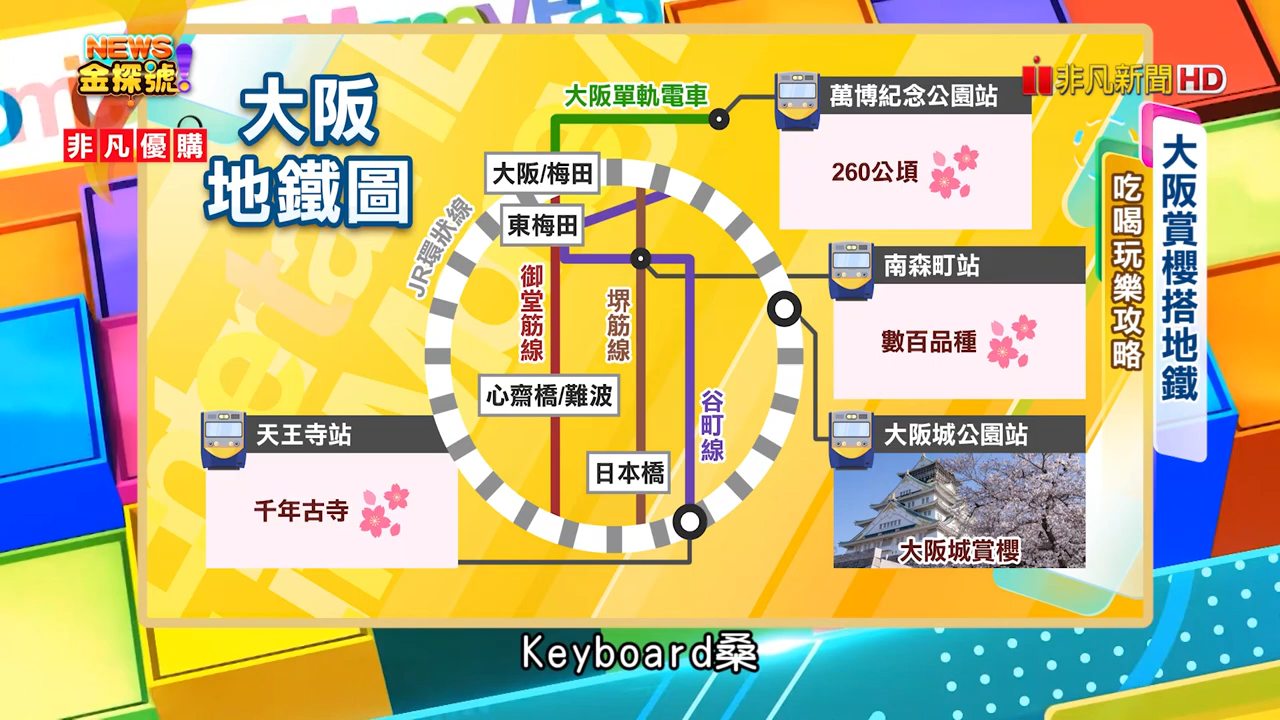 NEWS
金探號!
非凡優購
大阪
地鐵圖
非凡新聞HD
大阪賞櫻搭地鐵
吃喝玩樂攻略
大阪單軌電車
萬博紀念公園站
260公頃
大阪/梅田
東梅田
JR環狀線
御堂筋線
堺筋線
南森町站
數百品種
心齋橋/難波
谷町線
日本橋
大阪城公園站
大阪城賞櫻
天王寺站
千年古寺
Keyboard桑